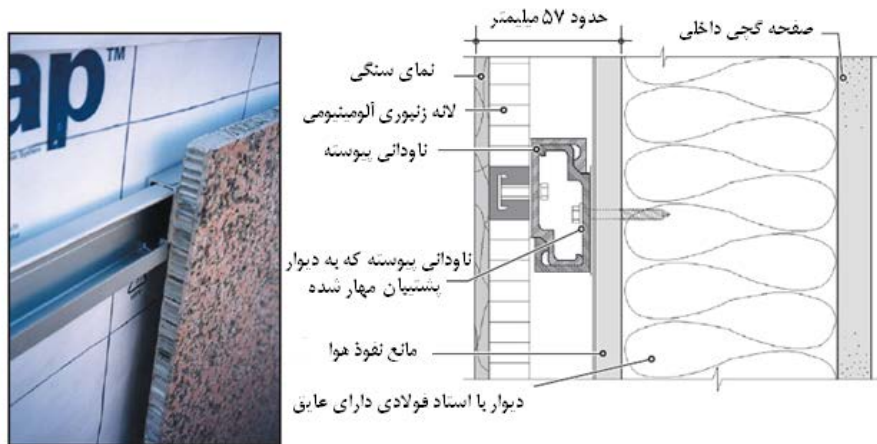 ap™
حدود ۵۷ میلیمتر
صفحه گچی داخلی
نمای سنگی
لانه زنبوری آلومینیومی
ناودانی پیوسته
ناودانی پیوسته که به دیوار
پشتیبان مهار شده
مانع نفوذ هوا
دیوار با استاد فولادی دارای عایق